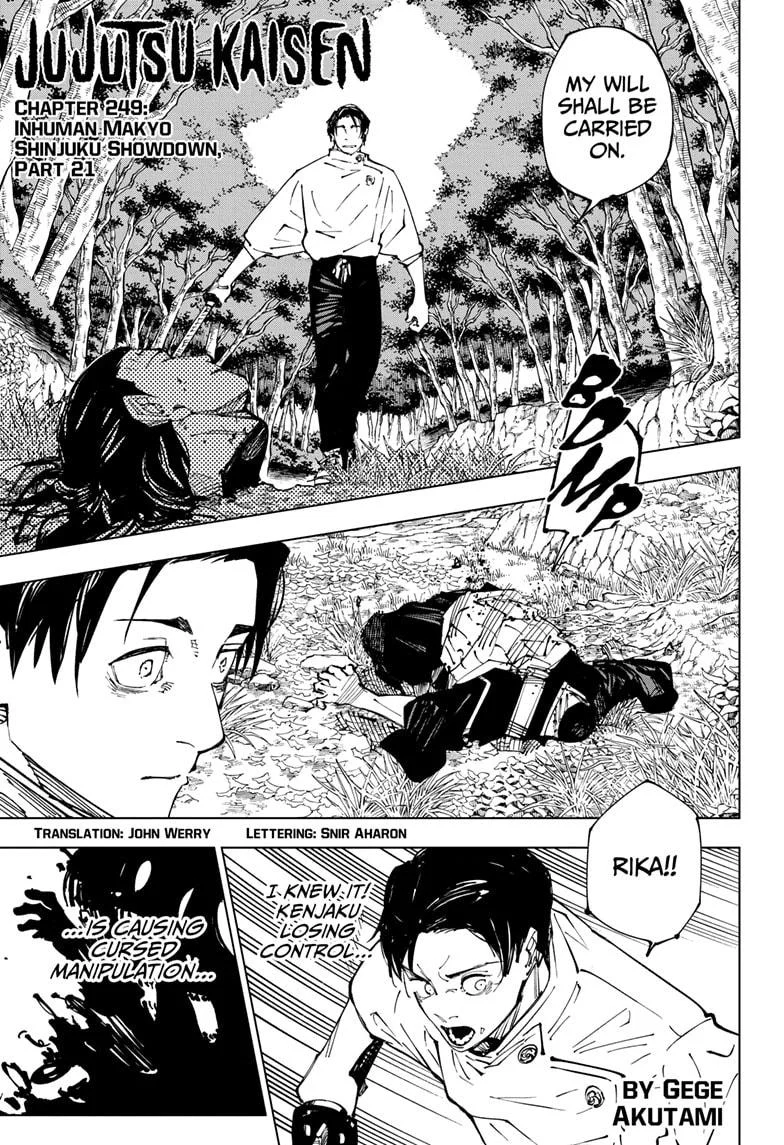 JUJUTSU KAISEN
CHAPTER 249:
INHUMAN MAKYO
SHINJUKU SHOWDOWN,
PART 21
MY WILL
SHALL BE
CARRIED
ON.
BOMP
TRANSLATION: JOHN WERRY LETTERING: SNIR AHARON
RIKA!!
I KNEW IT!
KENJAKU
LOSING
CONTROL...
...IS CAUSING
CURSED
MANIPULATION...
BY GEGE
AKUTAMI